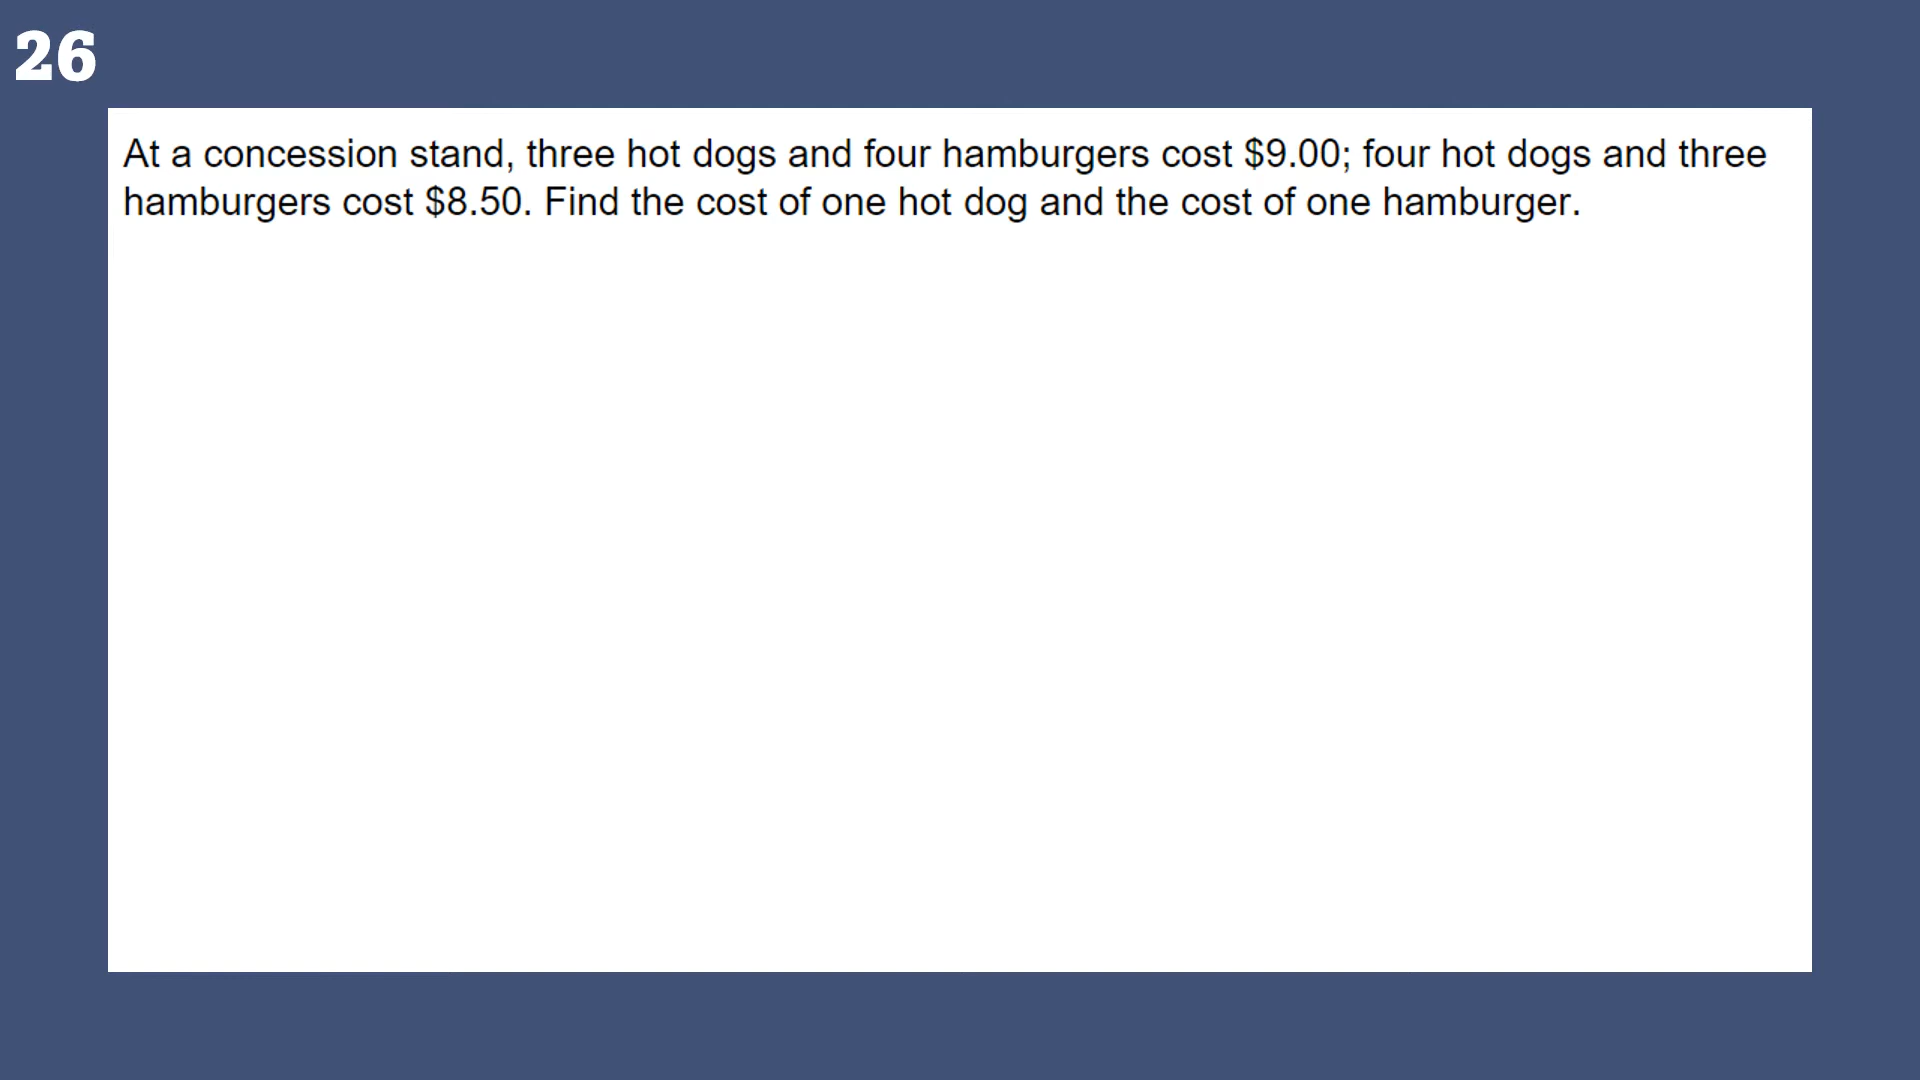 26
At a concession stand, three hot dogs and four hamburgers cost $9.00; four hot dogs and three
hamburgers cost $8.50. Find the cost of one hot dog and the cost of one hamburger.